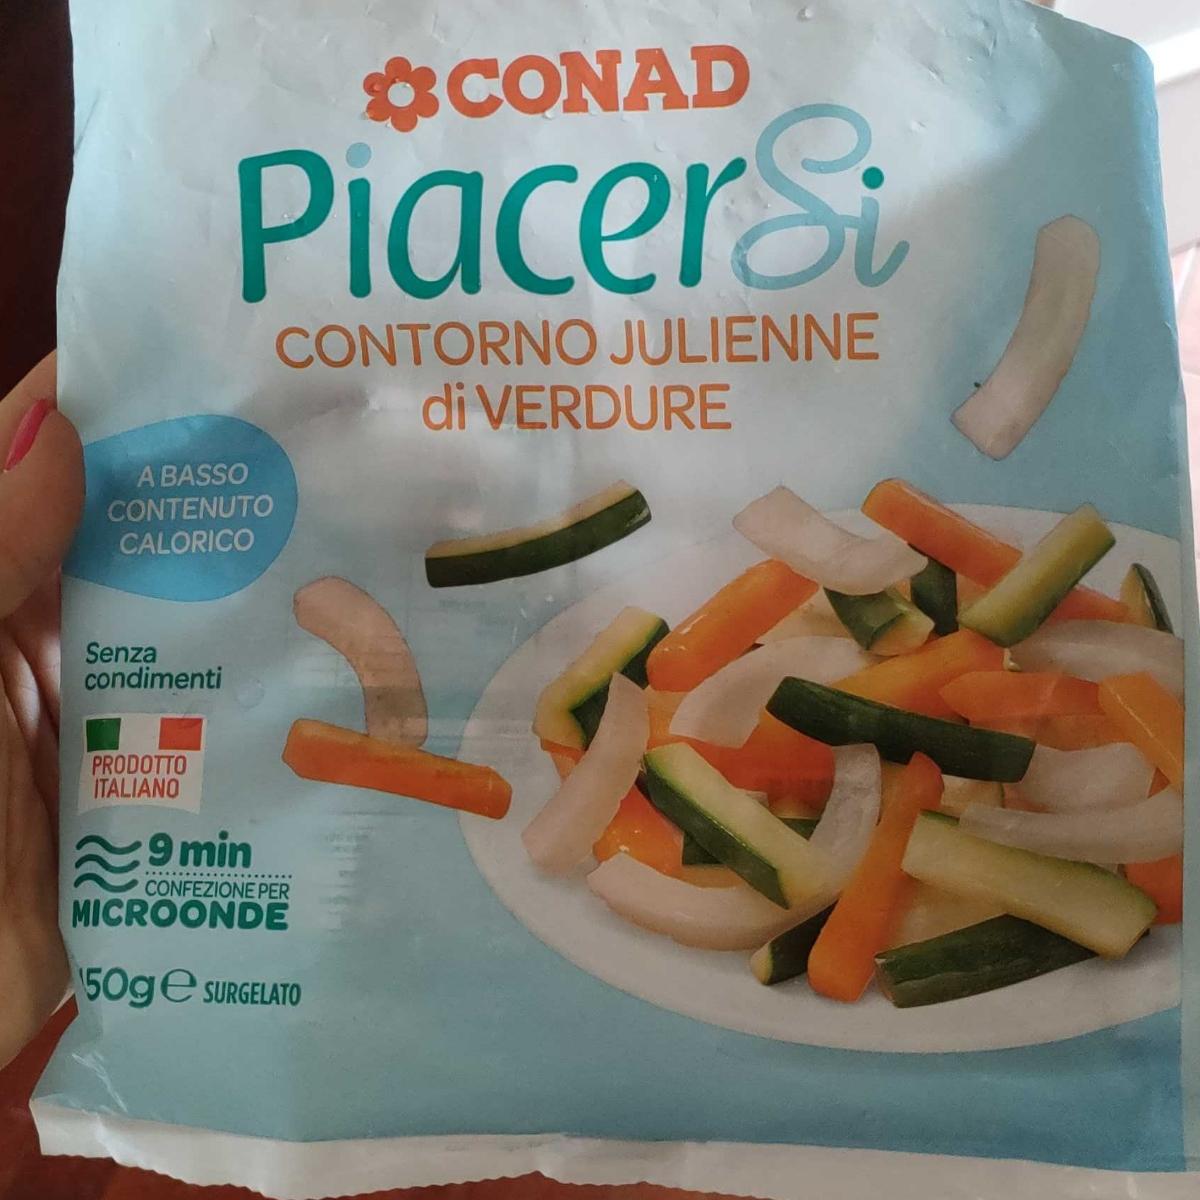 CONAD
PiacerSi
CONTORNO JULIENNE
di VERDURE
A BASSO
CONTENUTO
CALORICO
Senza
condimenti
PRODOTTO
ITALIANO
9 min
CONFEZIONE PER
MICROONDE
50g e SURGELATO